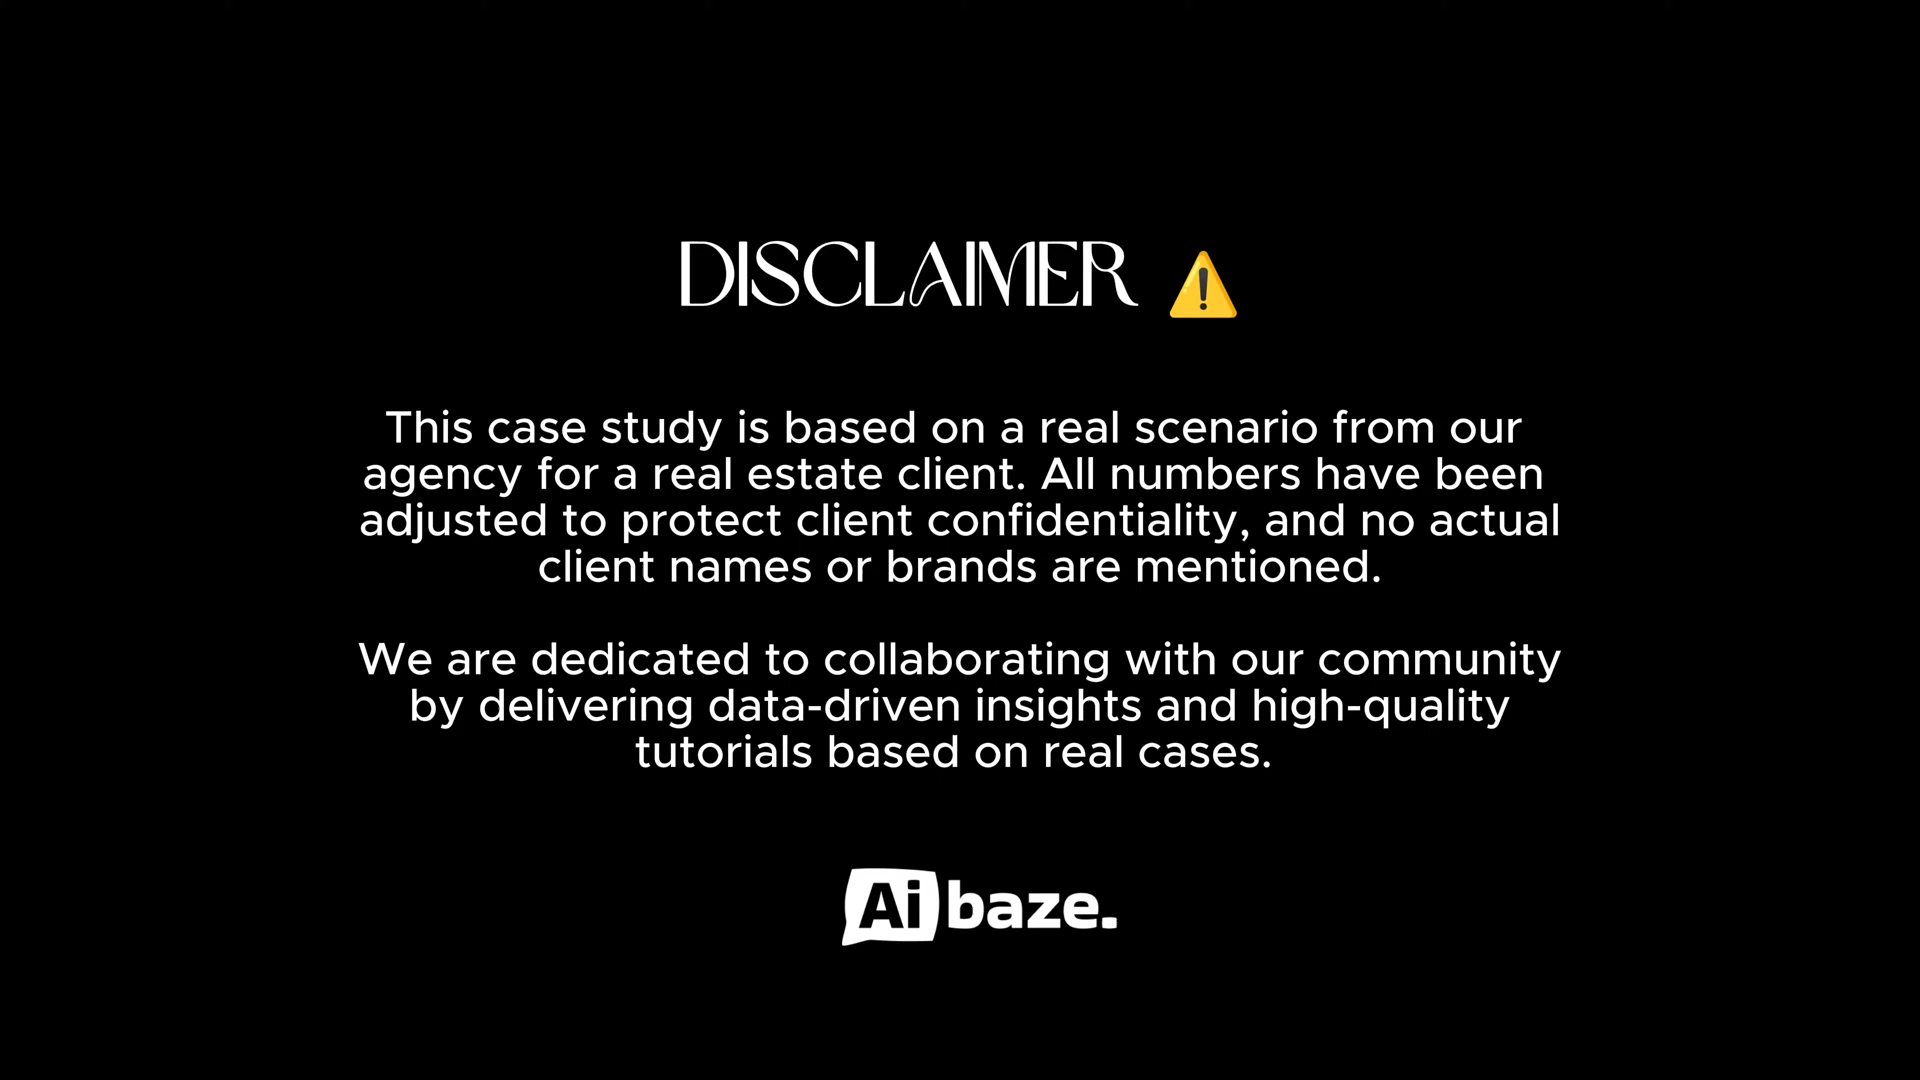 DISCLAIMER ⚠️
This case study is based on a real scenario from our
agency for a real estate client. All numbers have been
adjusted to protect client confidentiality, and no actual
client names or brands are mentioned.
We are dedicated to collaborating with our community
by delivering data-driven insights and high-quality
tutorials based on real cases.
Ai baze.